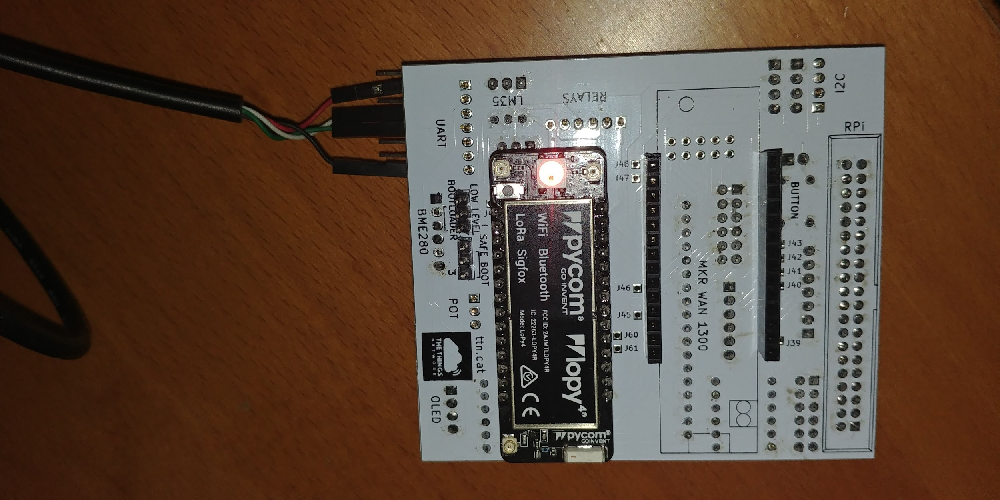 I2C
RPi
LM35
RELAYS
UART
J48
J47
BUTTON
LOW LEVEL
BOOTLOADER
SAFE BOOT
BME280
3
J43
J42
J41
J40
MKR WAN 1300
J46
J45
J60
J61
J39
POT
ttn.cat
THE THINGS
NETWORK
OLED
pycom®
GO INVENT
lopy4®
WiFi Bluetooth
LoRa Sigfox
FCC ID: 2AJMTLOPY4R
IC: 22263-LOPY4R
Model: LoPy4
CE
pycom®
GOINVENT